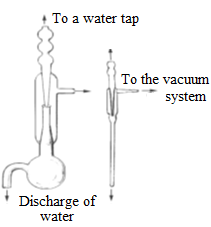 To a water tap
To the vacuum
system
Discharge of
water